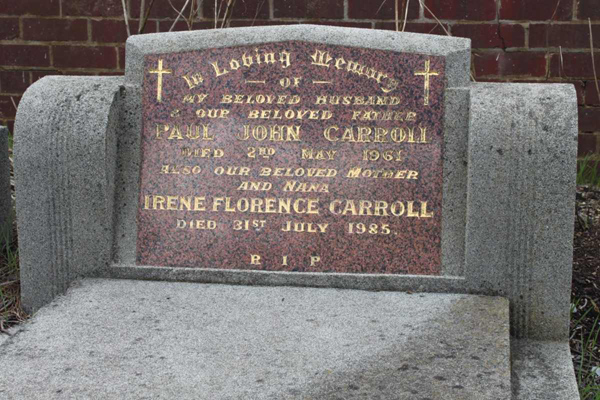 In Loving Memory
— OF —
MY BELOVED HUSBAND
& OUR BELOVED FATHER
PAUL JOHN CARROLL
DIED 2ND MAY 1961
ALSO OUR BELOVED MOTHER
AND NANA
IRENE FLORENCE CARROLL
DIED 31ST JULY 1985.
R I P